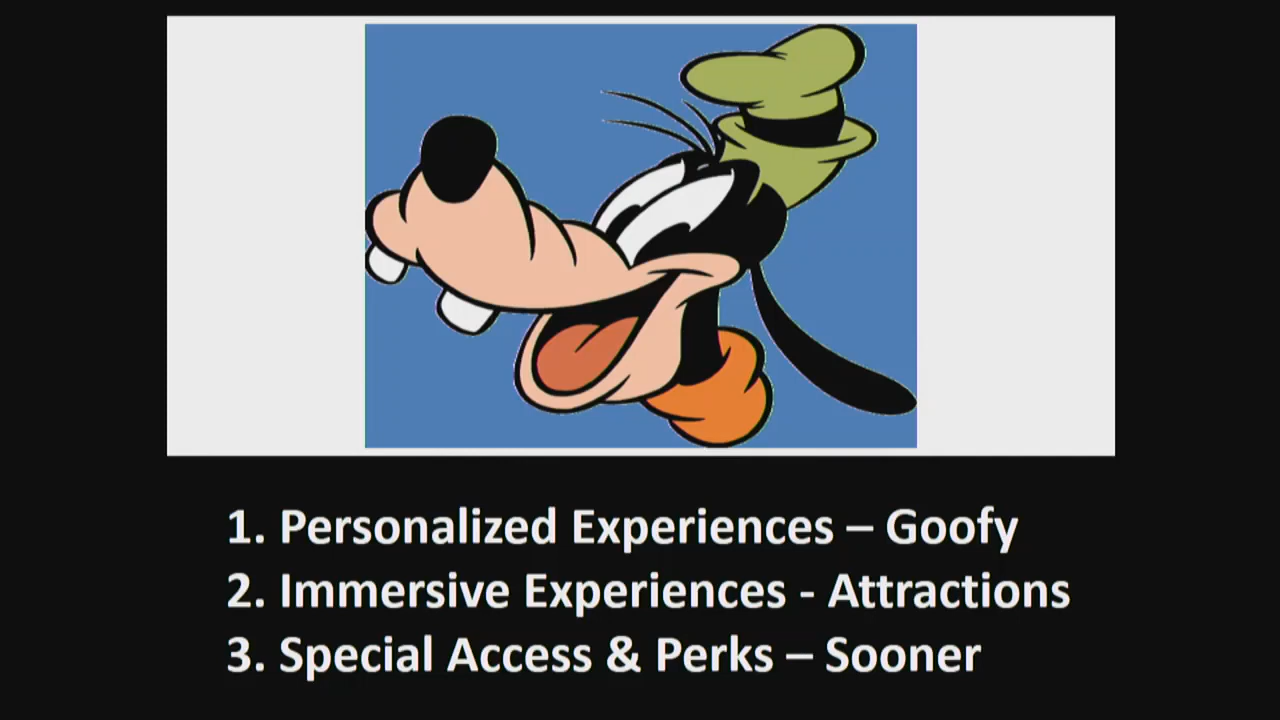 1. Personalized Experiences – Goofy
2. Immersive Experiences - Attractions
3. Special Access & Perks – Sooner